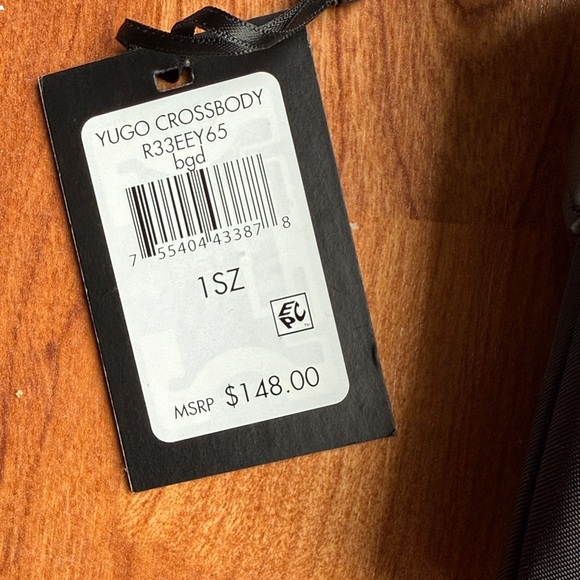 YUGO CROSSBODY
R33EEY65
bgd
7 55404 43387 8
1SZ
EPC
MSRP $148.00